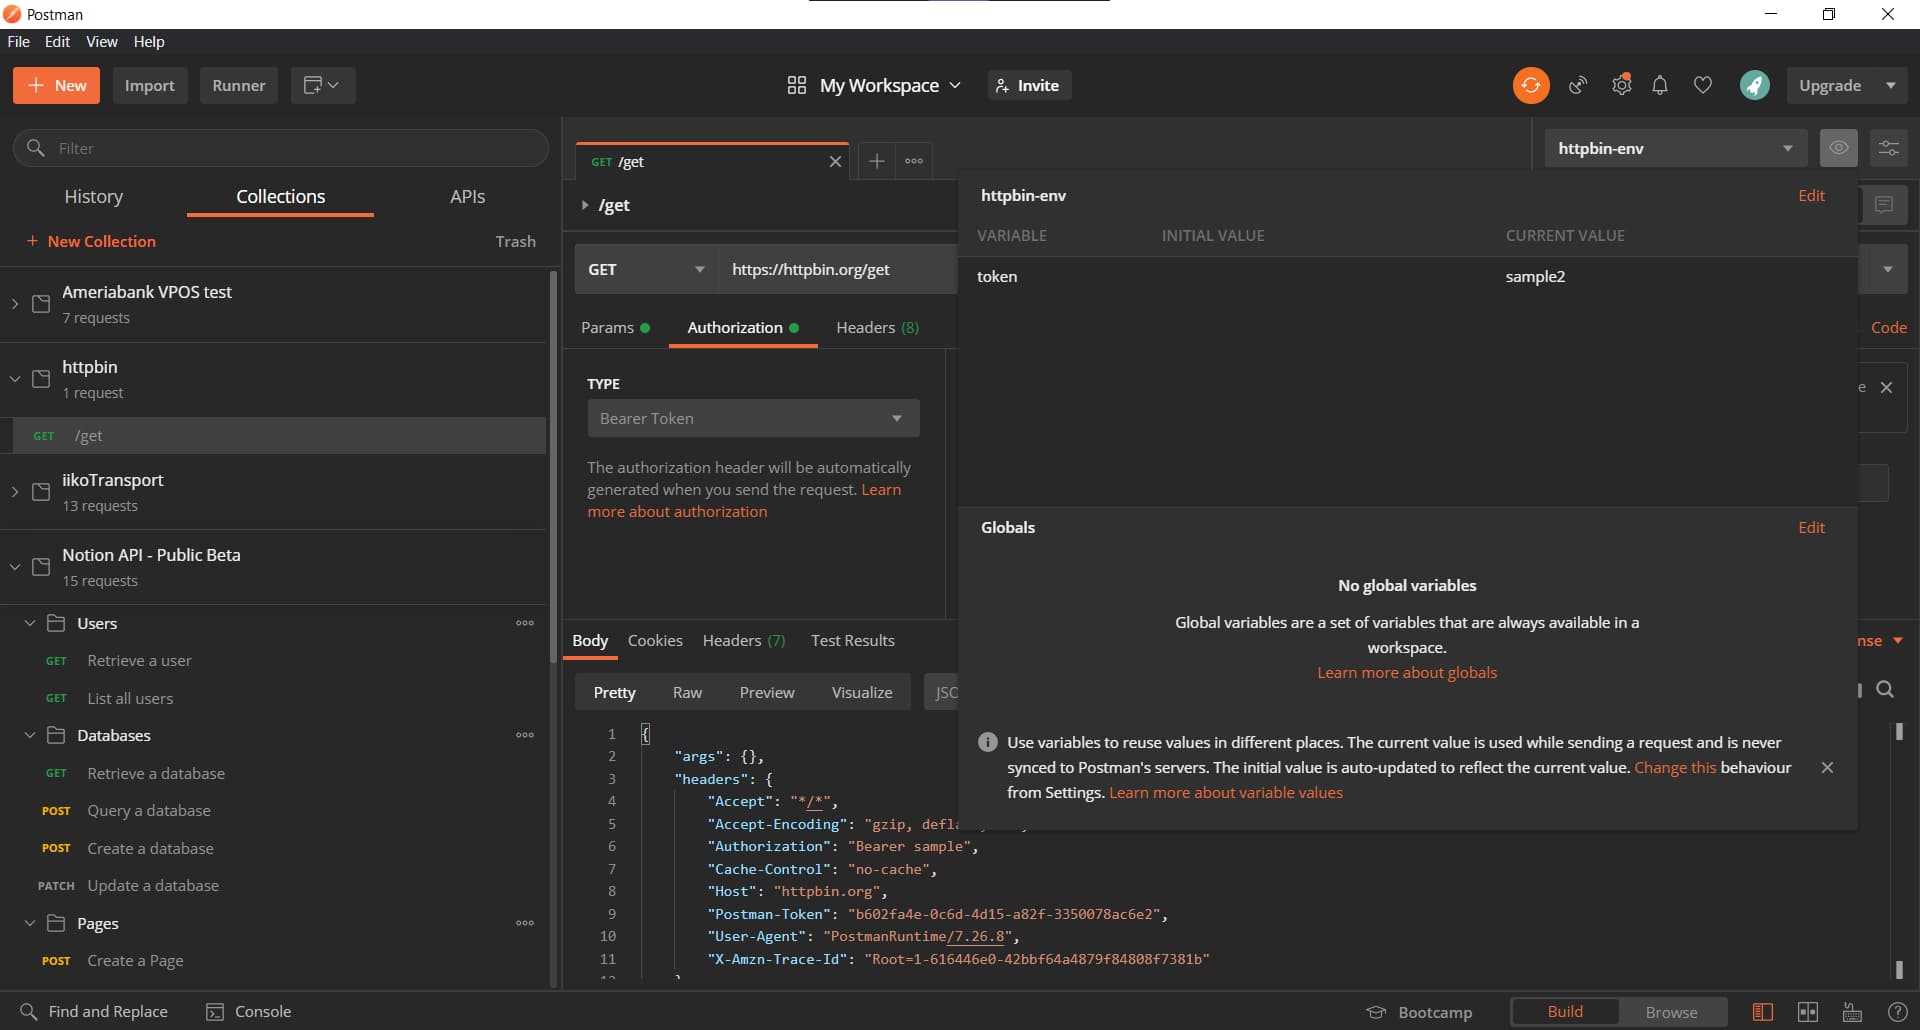 Postman
File Edit View Help
New Import Runner
My Workspace Invite
Upgrade
Filter
History Collections APIs
New Collection Trash
Ameriabank VPOS test
7 requests
httpbin
1 request
GET /get
iikoTransport
13 requests
Notion API - Public Beta
15 requests
Users
GET Retrieve a user
GET List all users
Databases
GET Retrieve a database
POST Query a database
POST Create a database
PATCH Update a database
Pages
POST Create a Page
GET /get
/get
GET https://httpbin.org/get
Params Authorization Headers (8)
Code
TYPE
Bearer Token
The authorization header will be automatically
generated when you send the request. Learn
more about authorization
Body Cookies Headers (7) Test Results
Pretty Raw Preview Visualize JSO
1 {
2 "args": {},
3 "headers": {
4 "Accept": "*/*",
5 "Accept-Encoding": "gzip, defl
6 "Authorization": "Bearer sample",
7 "Cache-Control": "no-cache",
8 "Host": "httpbin.org",
9 "Postman-Token": "b602fa4e-0c6d-4d15-a82f-3350078ac6e2",
10 "User-Agent": "PostmanRuntime/7.26.8",
11 "X-Amzn-Trace-Id": "Root=1-616446e0-42bbf64a4879f84808f7381b"
httpbin-env
httpbin-env Edit
VARIABLE INITIAL VALUE CURRENT VALUE
token sample2
Globals Edit
No global variables
Global variables are a set of variables that are always available in a
workspace.
Learn more about globals
Use variables to reuse values in different places. The current value is used while sending a request and is never
synced to Postman's servers. The initial value is auto-updated to reflect the current value. Change this behaviour
from Settings. Learn more about variable values
e
nse
Find and Replace Console
Bootcamp Build Browse